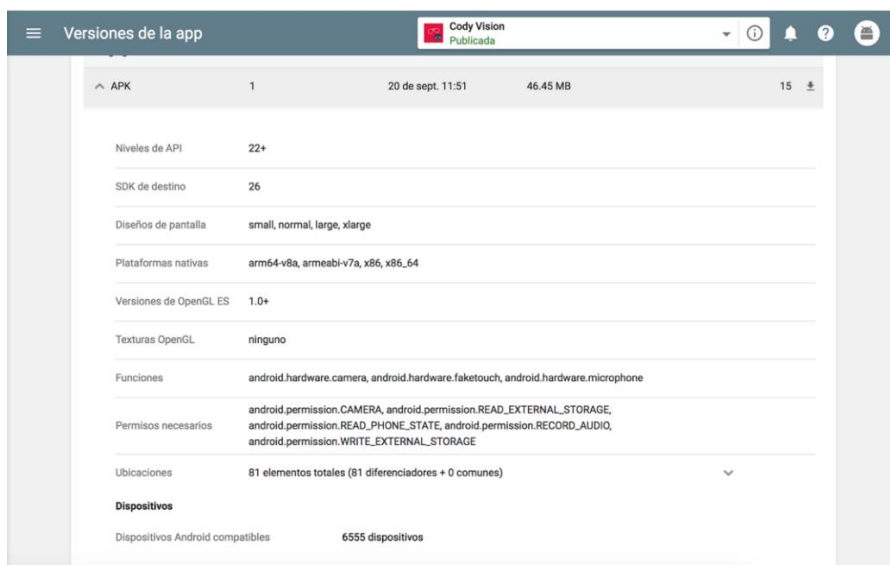 Versiones de la app
Cody Vision
Publicada
APK 1 20 de sept. 11:51 46.45 MB 15
Niveles de API 22+
SDK de destino 26
Diseños de pantalla small, normal, large, xlarge
Plataformas nativas arm64-v8a, armeabi-v7a, x86, x86_64
Versiones de OpenGL ES 1.0+
Texturas OpenGL ninguno
Funciones android.hardware.camera, android.hardware.faketouch, android.hardware.microphone
android.permission.CAMERA, android.permission.READ_EXTERNAL_STORAGE,
Permisos necesarios android.permission.READ_PHONE_STATE, android.permission.RECORD_AUDIO,
android.permission.WRITE_EXTERNAL_STORAGE
Ubicaciones 81 elementos totales (81 diferenciadores + 0 comunes)
Dispositivos
Dispositivos Android compatibles 6555 dispositivos